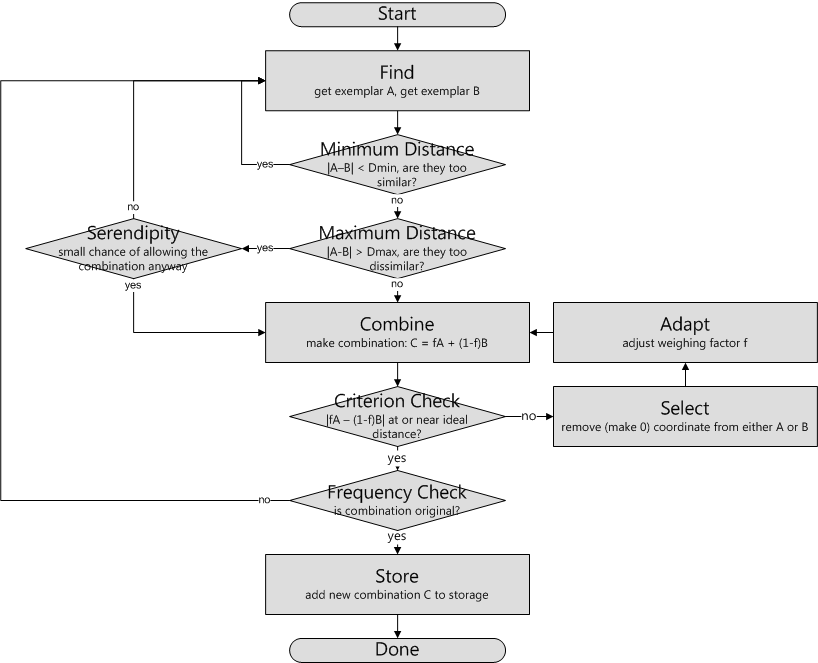 Start
Find
get exemplar A, get exemplar B
Minimum Distance
|A–B| < Dmin, are they too
similar?
yes
no
Serendipity
small chance of allowing the
combination anyway
no
yes
Maximum Distance
|A-B| > Dmax, are they too
dissimilar?
yes
no
Combine
make combination: C = fA + (1-f)B
Adapt
adjust weighing factor f
Criterion Check
|fA – (1-f)B| at or near ideal
distance?
no
yes
Select
remove (make 0) coordinate from either A or B
Frequency Check
is combination original?
no
yes
Store
add new combination C to storage
Done